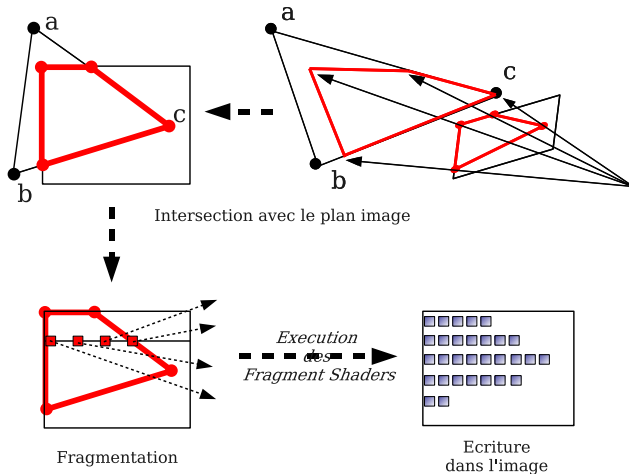 a
b
c
a
b
c
Intersection avec le plan image
Fragmentation
Execution
des
Fragment Shaders
Ecriture
dans l'image